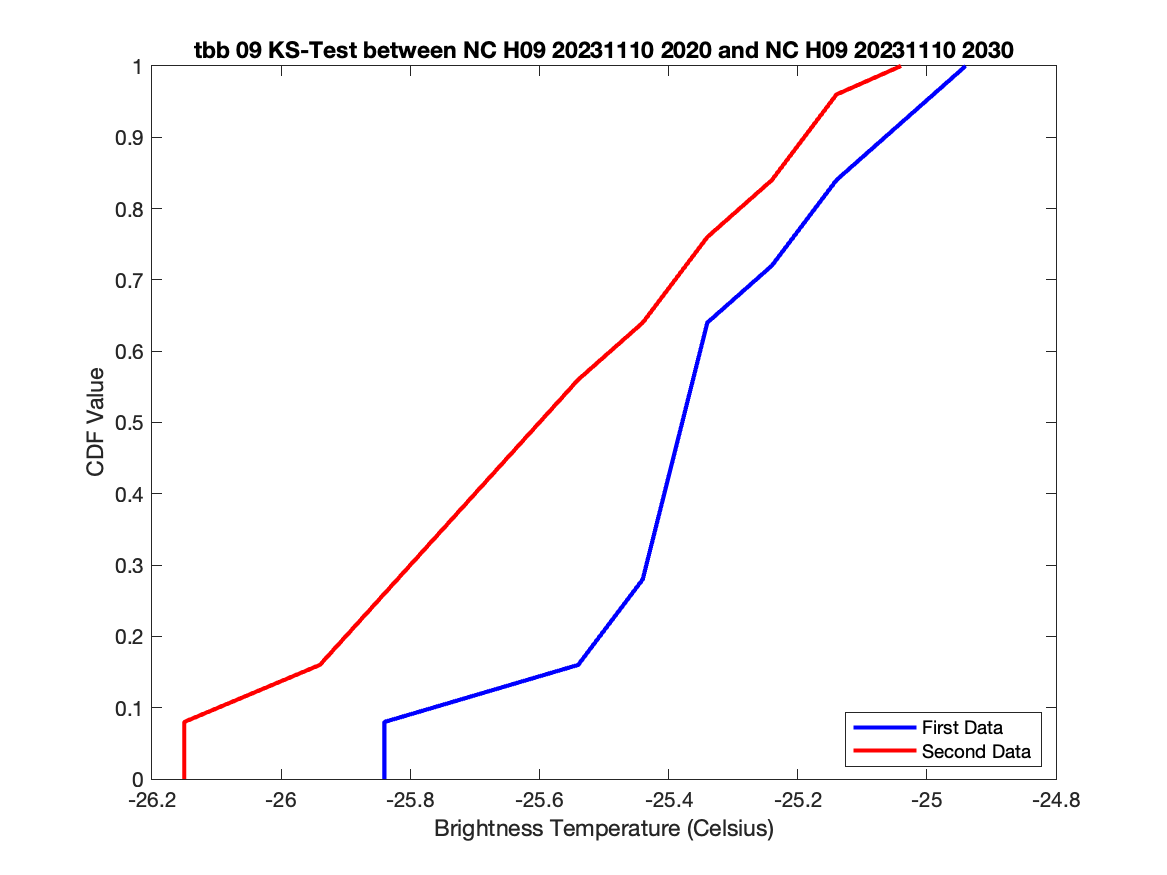 tbb 09 KS-Test between NC H09 20231110 2020 and NC H09 20231110 2030
1
0.9
0.8
0.7
0.6
0.5
0.4
0.3
0.2
0.1
0
CDF Value
First Data
Second Data
-26.2 -26 -25.8 -25.6 -25.4 -25.2 -25 -24.8
Brightness Temperature (Celsius)